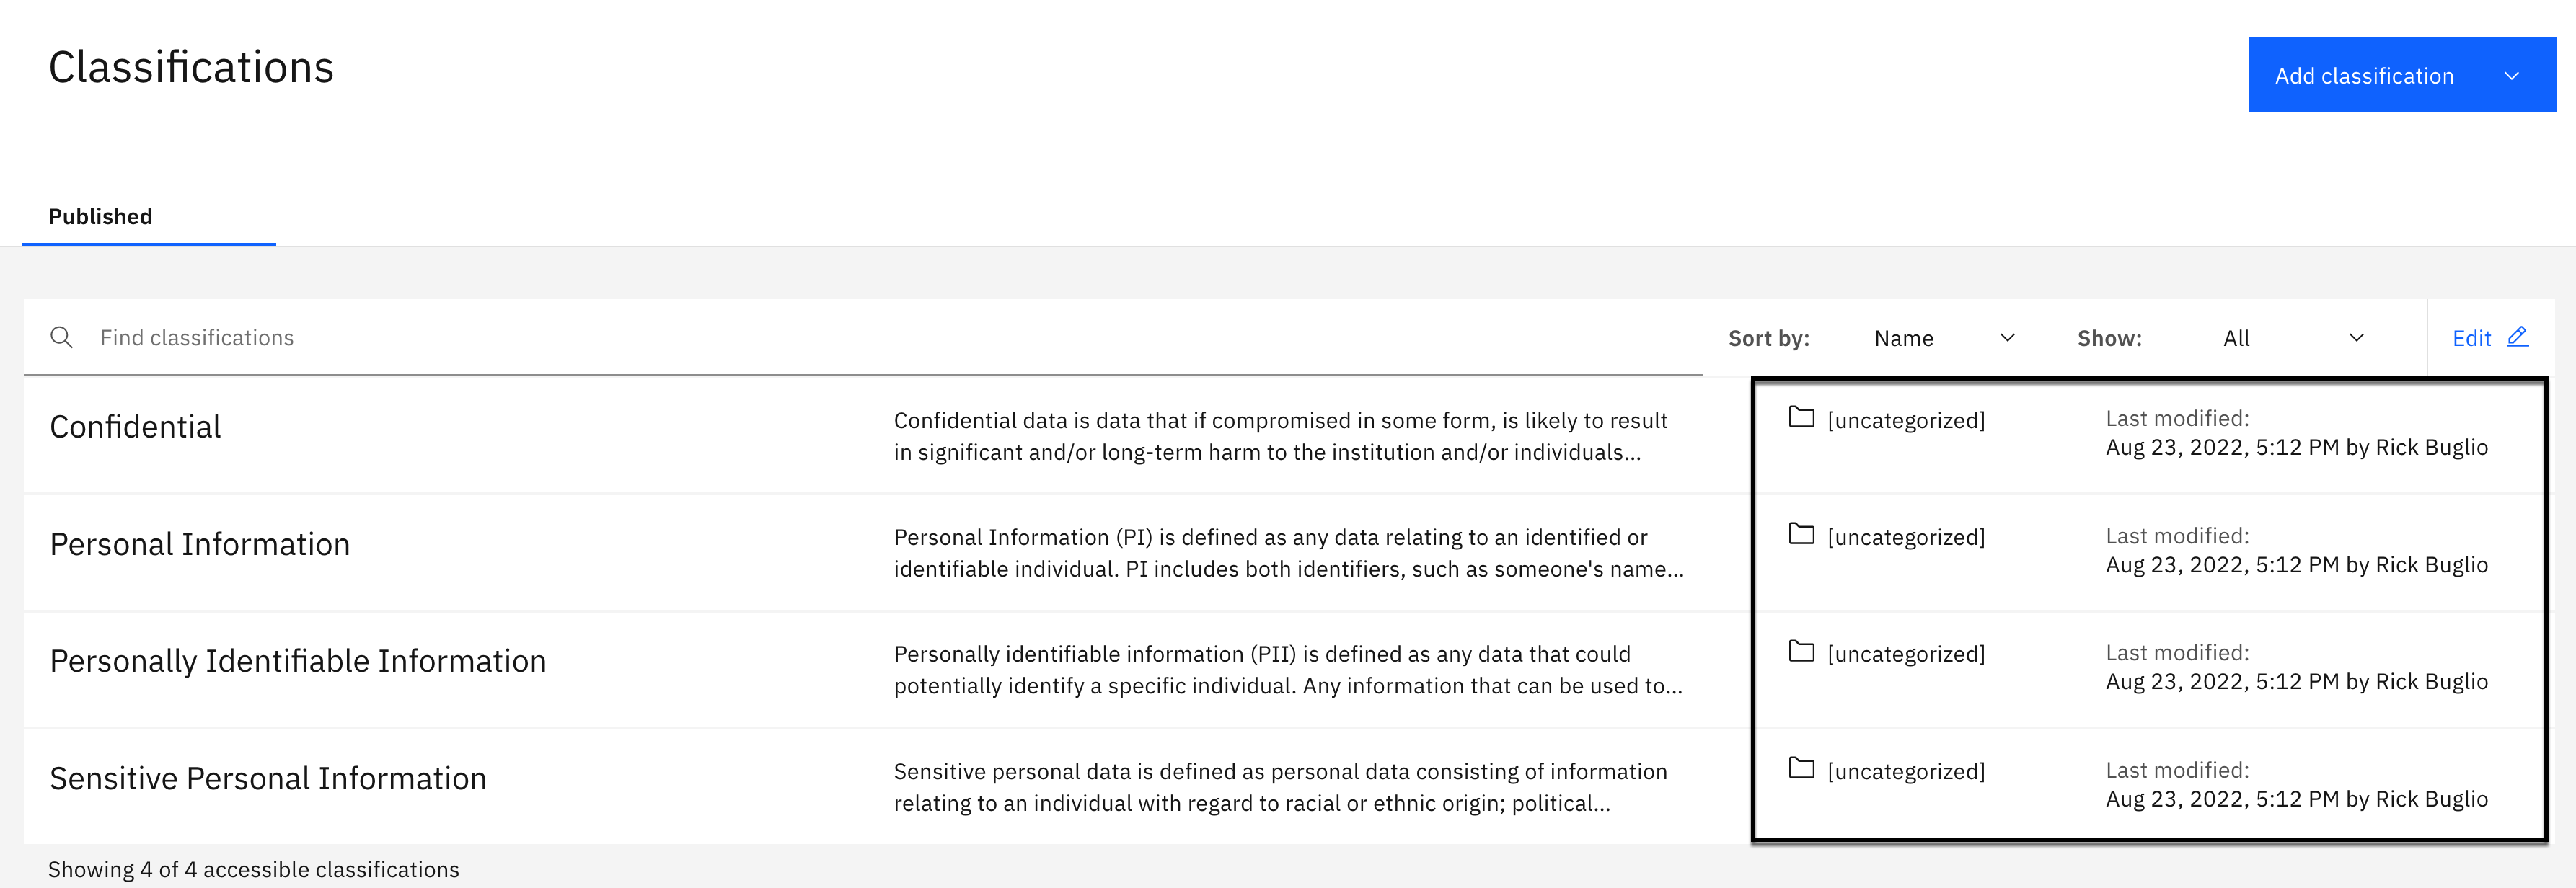 Classifications
Add classification
Published
Find classifications
Sort by: Name Show: All Edit
Confidential
Confidential data is data that if compromised in some form, is likely to result
in significant and/or long-term harm to the institution and/or individuals...
[uncategorized]
Last modified:
Aug 23, 2022, 5:12 PM by Rick Buglio
Personal Information
Personal Information (PI) is defined as any data relating to an identified or
identifiable individual. PI includes both identifiers, such as someone's name...
[uncategorized]
Last modified:
Aug 23, 2022, 5:12 PM by Rick Buglio
Personally Identifiable Information
Personally identifiable information (PII) is defined as any data that could
potentially identify a specific individual. Any information that can be used to...
[uncategorized]
Last modified:
Aug 23, 2022, 5:12 PM by Rick Buglio
Sensitive Personal Information
Sensitive personal data is defined as personal data consisting of information
relating to an individual with regard to racial or ethnic origin; political...
[uncategorized]
Last modified:
Aug 23, 2022, 5:12 PM by Rick Buglio
Showing 4 of 4 accessible classifications